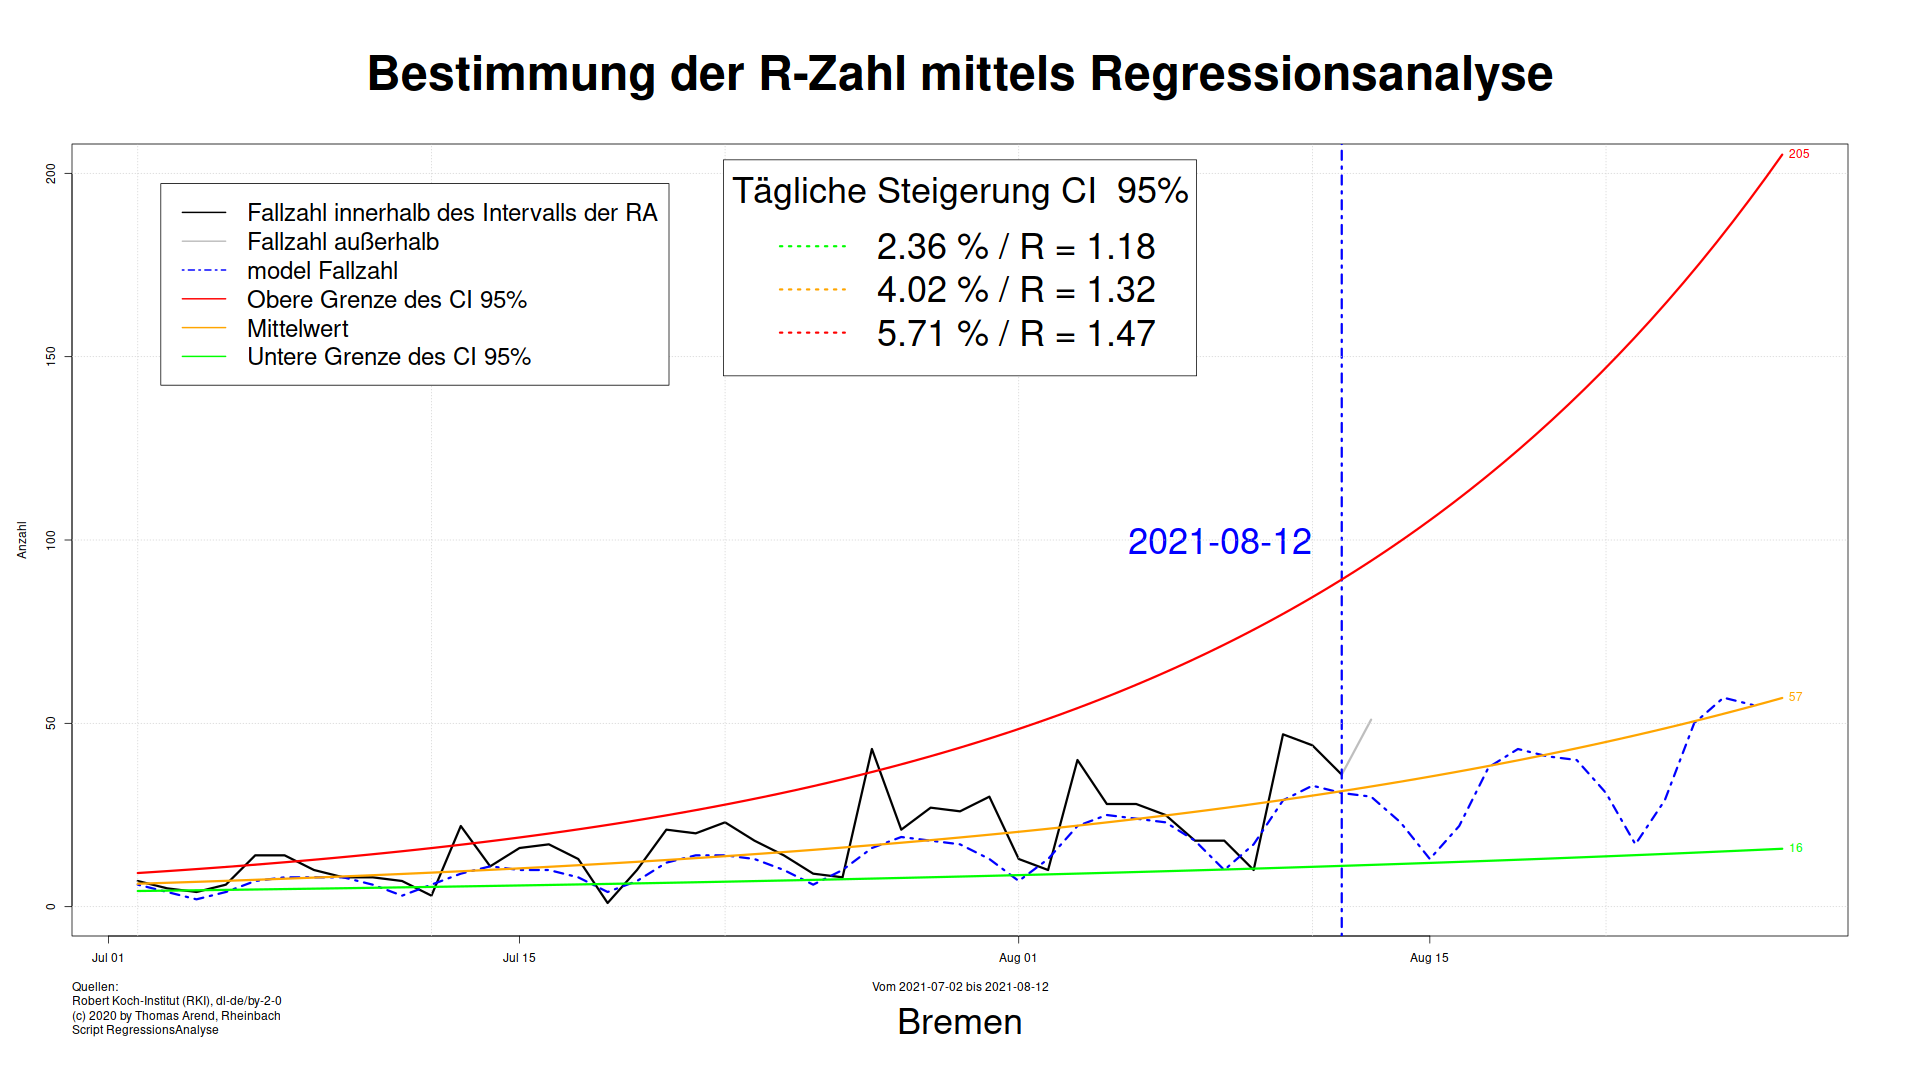 Bestimmung der R-Zahl mittels Regressionsanalyse
Fallzahl innerhalb des Intervalls der RA
Fallzahl außerhalb
model Fallzahl
Obere Grenze des CI 95%
Mittelwert
Untere Grenze des CI 95%
Tägliche Steigerung CI  95%
2.36 % / R = 1.18
4.02 % / R = 1.32
5.71 % / R = 1.47
205
2021-08-12
57
16
Anzahl
200
150
100
50
0
Jul 01
Jul 15
Aug 01
Aug 15
Quellen:
Robert Koch-Institut (RKI), dl-de/by-2-0
(c) 2020 by Thomas Arend, Rheinbach
Script RegressionsAnalyse
Vom 2021-07-02 bis 2021-08-12
Bremen